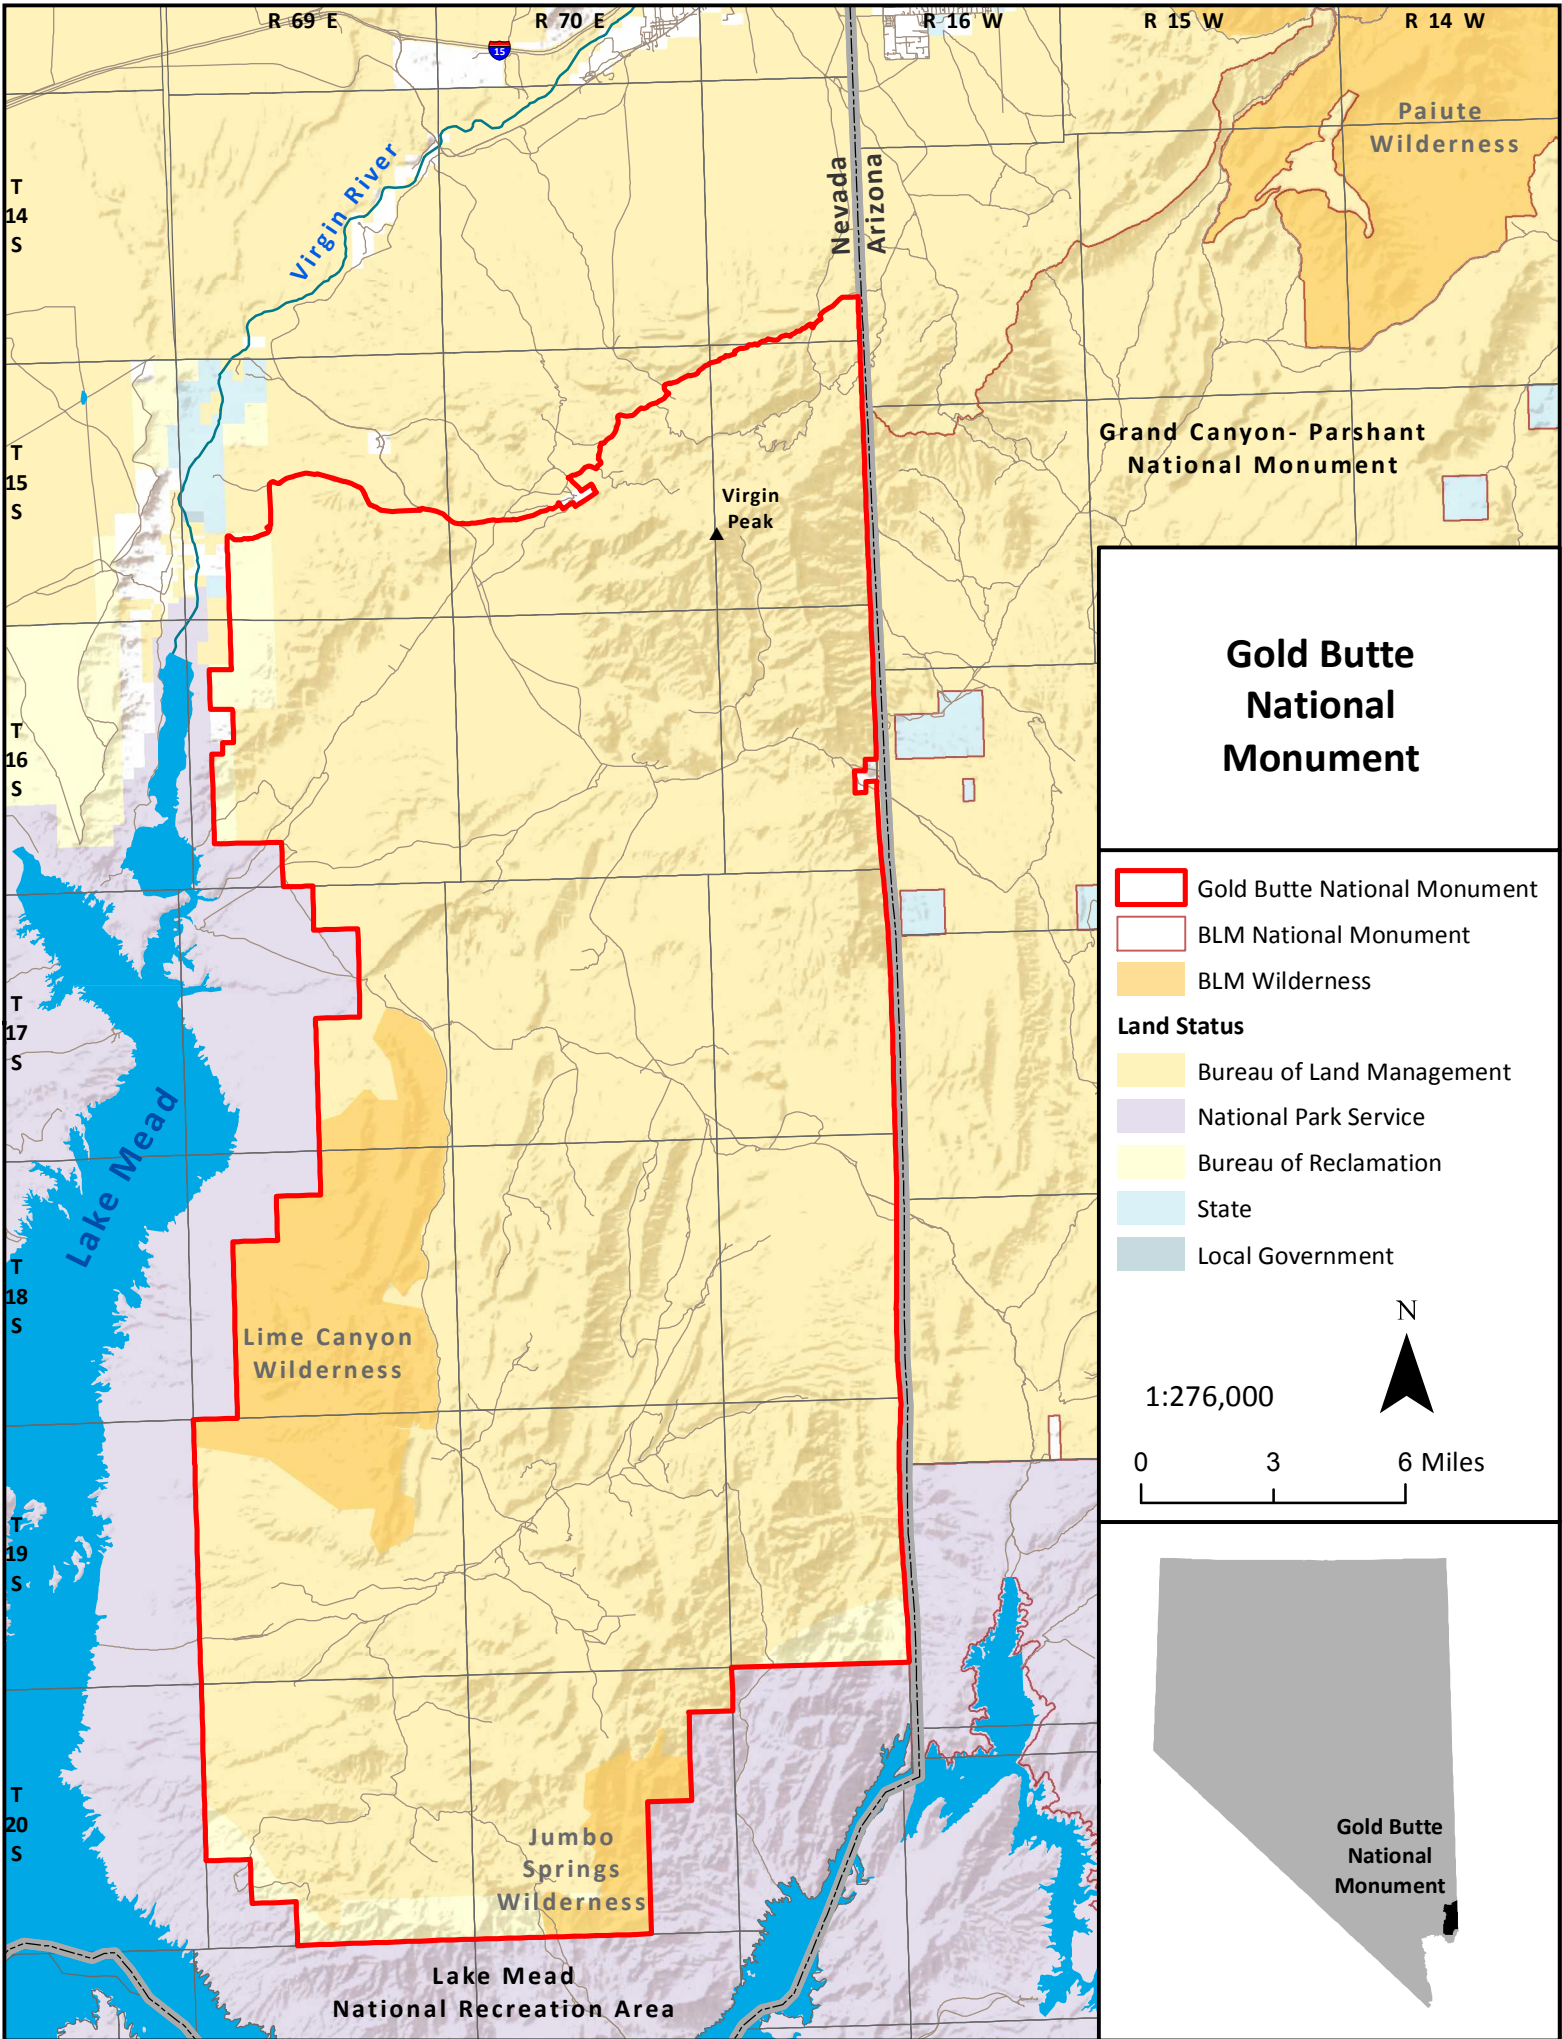 R 69 E
R 70 E
R 16 W
R 15 W
R 14 W
15
Paiute
Wilderness
Virgin River
Nevada
Arizona
T
14
S
Grand Canyon- Parshant
National Monument
T
15
S
Virgin
Peak
Gold Butte
National
Monument
T
16
S
Gold Butte National Monument
BLM National Monument
BLM Wilderness
Land Status
Bureau of Land Management
National Park Service
Bureau of Reclamation
State
Local Government
T
17
S
Lake Mead
T
18
S
Lime Canyon
Wilderness
N
1:276,000
0 3 6 Miles
T
19
S
T
20
S
Jumbo
Springs
Wilderness
Gold Butte
National
Monument
Lake Mead
National Recreation Area